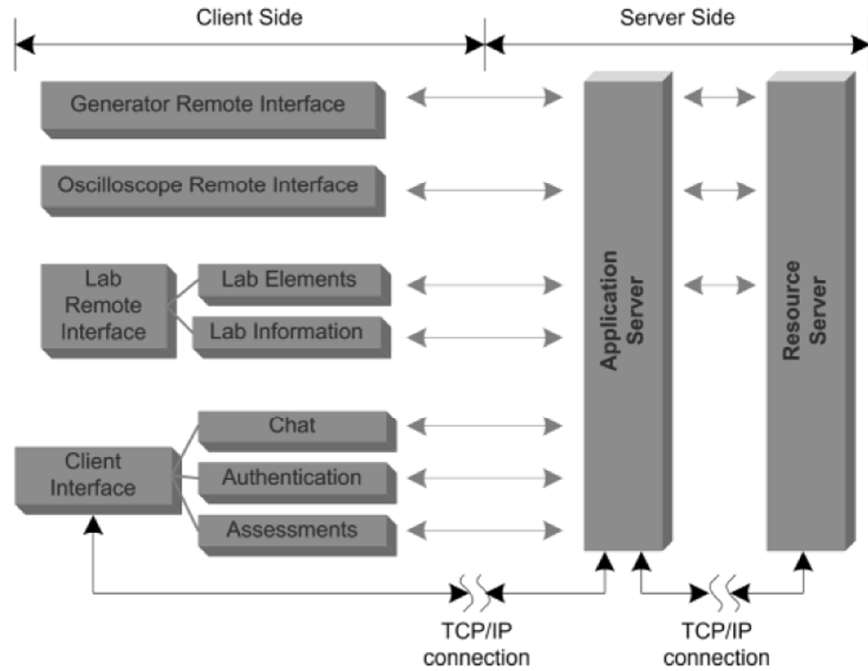 Client Side
Server Side
Generator Remote Interface
Oscilloscope Remote Interface
Lab
Remote
Interface
Lab Elements
Lab Information
Client
Interface
Chat
Authentication
Assessments
Application
Server
Resource
Server
TCP/IP
connection
TCP/IP
connection